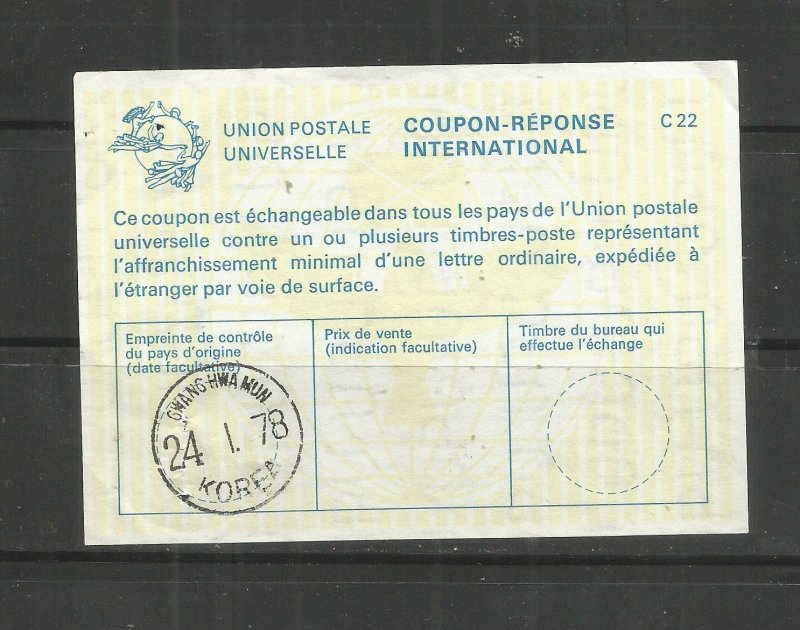 UNION POSTALE
UNIVERSELLE
COUPON-RÉPONSE
INTERNATIONAL
C 22
Ce coupon est échangeable dans tous les pays de l'Union postale
universelle contre un ou plusieurs timbres-poste représentant
l'affranchissement minimal d'une lettre ordinaire, expédiée à
l'étranger par voie de surface.
Empreinte de contrôle
du pays d'origine
(date facultative)
Prix de vente
(indication facultative)
Timbre du bureau qui
effectue l'échange
GWANG HWA MUN
24 I. 78
KOREA